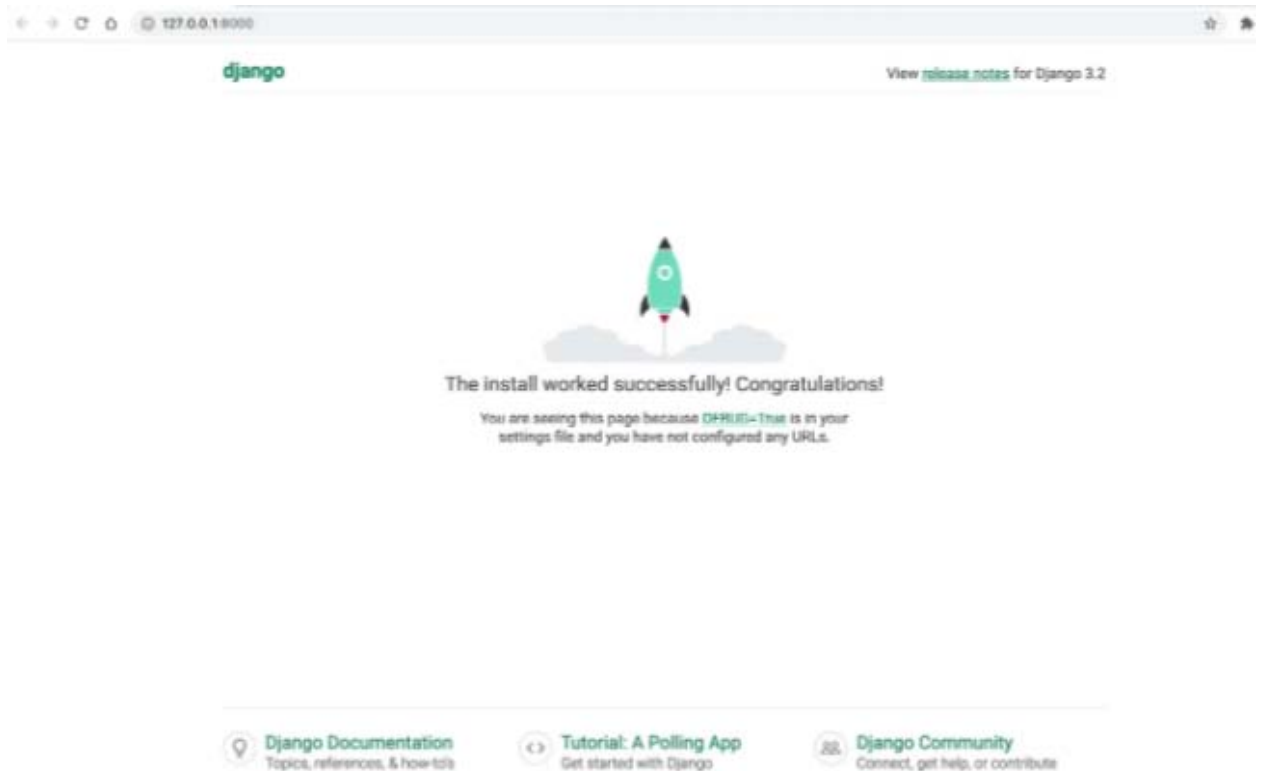 127.0.0.1:8000
django
View release notes for Django 3.2
The install worked successfully! Congratulations!
You are seeing this page because DEBUG=True is in your
settings file and you have not configured any URLs.
Django Documentation
Topics, references, & how-to's
Tutorial: A Polling App
Get started with Django
Django Community
Connect, get help, or contribute